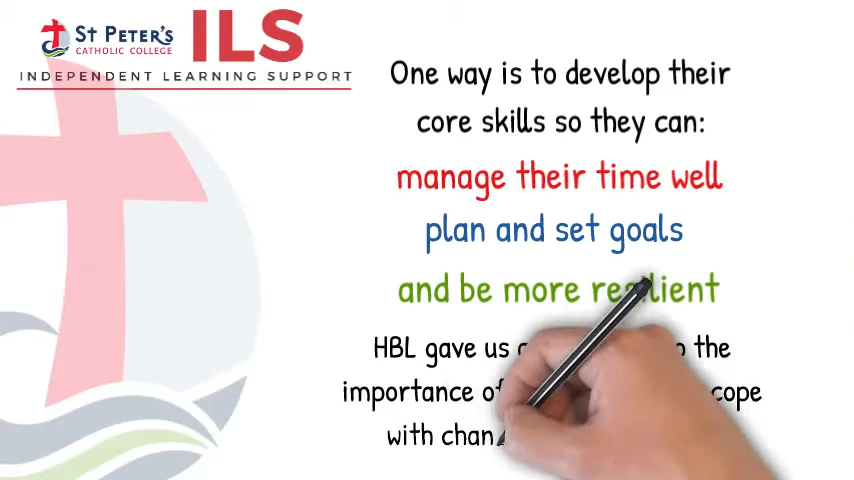 St Peter's
CATHOLIC COLLEGE
ILS
INDEPENDENT LEARNING SUPPORT
One way is to develop their
core skills so they can:
manage their time well
plan and set goals
and be more resilient
HBL gave us the
importance of cope
with